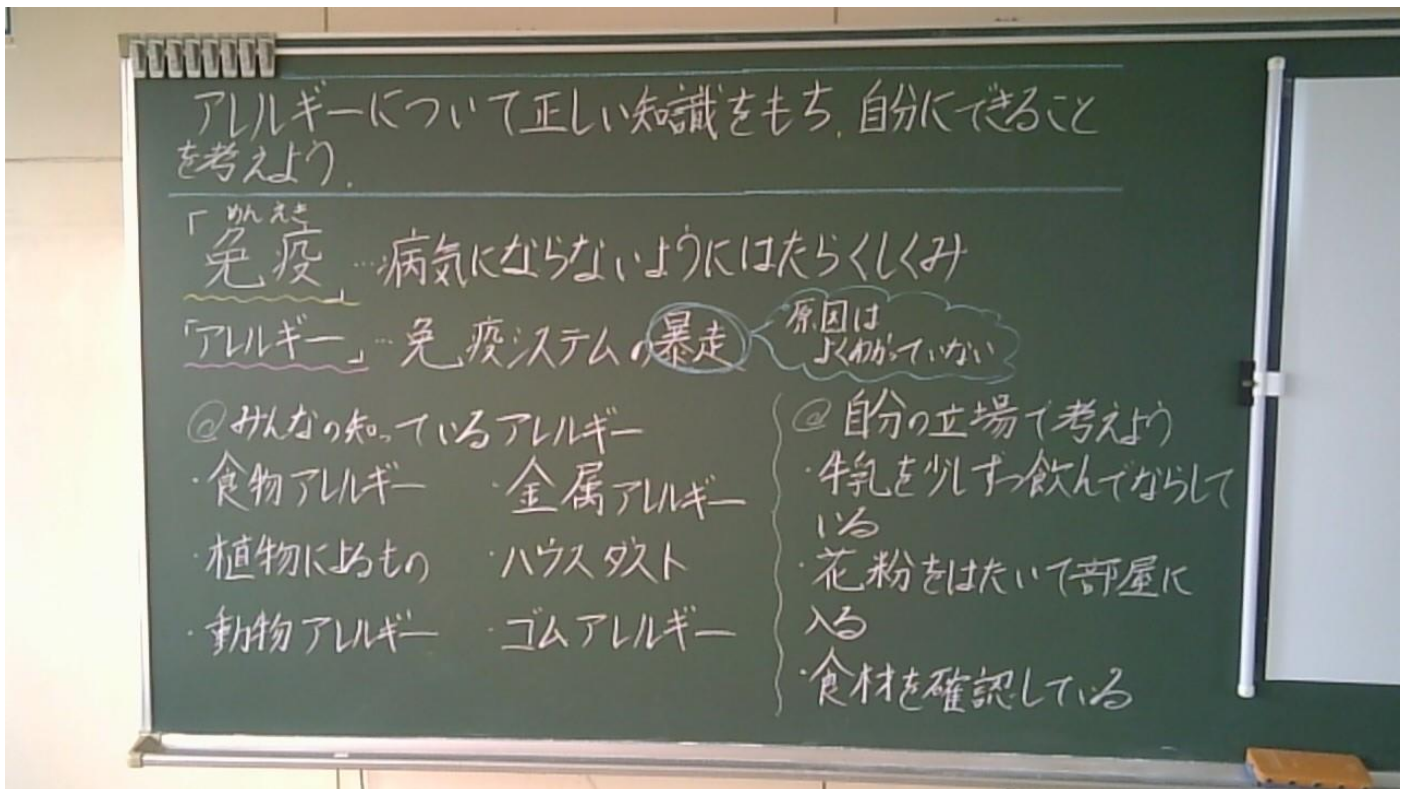 アレルギーについて正しい知識をもち、自分にできること
を考えよう。
めんえき
「免疫」…病気にならないようにはたらくしくみ
「アレルギー」…免疫システムの暴走
原因は
よくわかっていない
@みんなの知っているアレルギー
・食物アレルギー
・金属アレルギー
・植物によるもの
・ハウスダスト
・動物アレルギー
・ゴムアレルギー
@自分の立場で考えよう
・牛乳を少しずつ飲んでならして
いる
・花粉をはたいて部屋に
入る
・食材を確認している